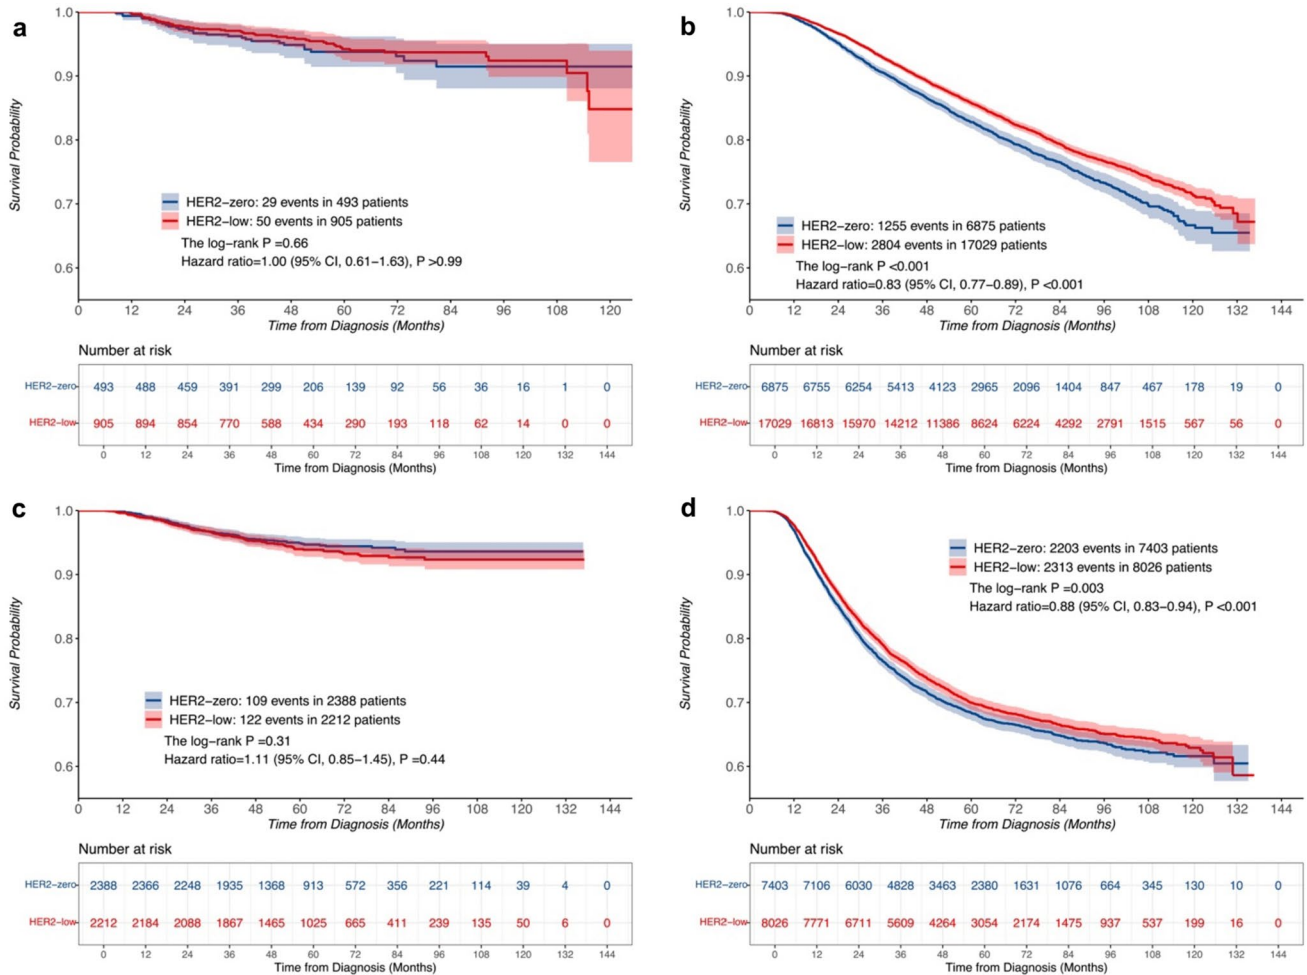 a
Survival Probability
1.0
0.9
0.8
0.7
0.6
HER2-zero: 29 events in 493 patients
HER2-low: 50 events in 905 patients
The log-rank P =0.66
Hazard ratio=1.00 (95% CI, 0.61-1.63), P >0.99
0 12 24 36 48 60 72 84 96 108 120
Time from Diagnosis (Months)
Number at risk
HER2-zero 493 488 459 391 299 206 139 92 56 36 16 1 0
HER2-low 905 894 854 770 588 434 290 193 118 62 14 0 0
0 12 24 36 48 60 72 84 96 108 120 132 144
Time from Diagnosis (Months)
b
Survival Probability
1.0
0.9
0.8
0.7
0.6
HER2-zero: 1255 events in 6875 patients
HER2-low: 2804 events in 17029 patients
The log-rank P <0.001
Hazard ratio=0.83 (95% CI, 0.77-0.89), P <0.001
0 12 24 36 48 60 72 84 96 108 120 132 144
Time from Diagnosis (Months)
Number at risk
HER2-zero 6875 6755 6254 5413 4123 2965 2096 1404 847 467 178 19 0
HER2-low 17029 16813 15970 14212 11386 8624 6224 4292 2791 1515 567 56 0
0 12 24 36 48 60 72 84 96 108 120 132 144
Time from Diagnosis (Months)
c
Survival Probability
1.0
0.9
0.8
0.7
0.6
HER2-zero: 109 events in 2388 patients
HER2-low: 122 events in 2212 patients
The log-rank P =0.31
Hazard ratio=1.11 (95% CI, 0.85-1.45), P =0.44
0 12 24 36 48 60 72 84 96 108 120 132 144
Time from Diagnosis (Months)
Number at risk
HER2-zero 2388 2366 2248 1935 1368 913 572 356 221 114 39 4 0
HER2-low 2212 2184 2088 1867 1465 1025 665 411 239 135 50 6 0
0 12 24 36 48 60 72 84 96 108 120 132 144
Time from Diagnosis (Months)
d
Survival Probability
1.0
0.9
0.8
0.7
0.6
HER2-zero: 2203 events in 7403 patients
HER2-low: 2313 events in 8026 patients
The log-rank P =0.003
Hazard ratio=0.88 (95% CI, 0.83-0.94), P <0.001
0 12 24 36 48 60 72 84 96 108 120 132 144
Time from Diagnosis (Months)
Number at risk
HER2-zero 7403 7106 6030 4828 3463 2380 1631 1076 664 345 130 10 0
HER2-low 8026 7771 6711 5609 4264 3054 2174 1475 937 537 199 16 0
0 12 24 36 48 60 72 84 96 108 120 132 144
Time from Diagnosis (Months)